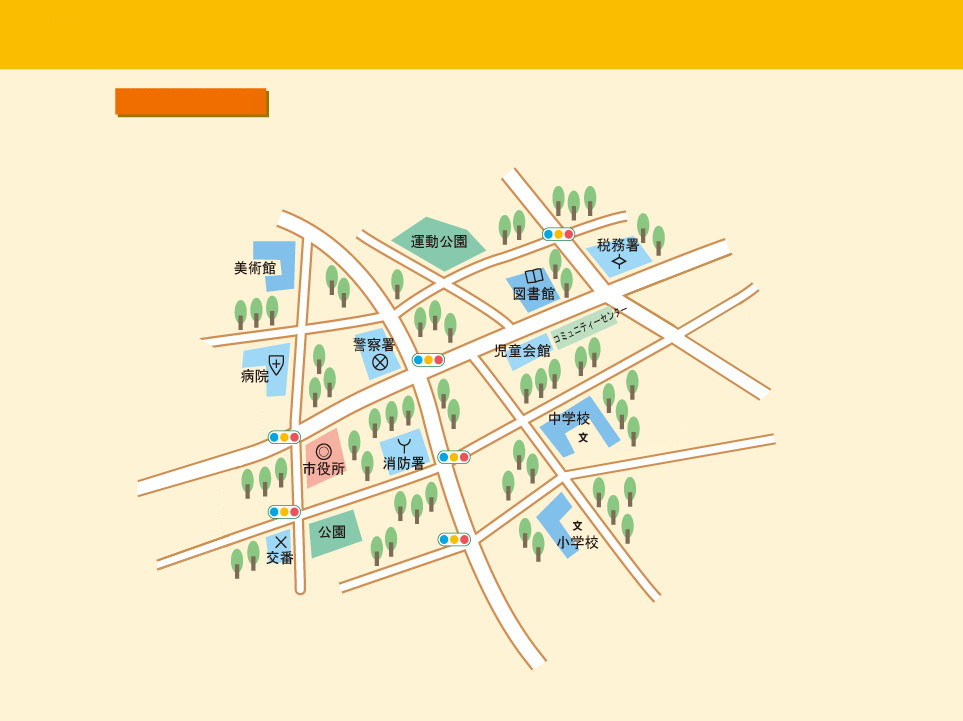 運動公園
税務署
美術館
図書館
コミュニティーセンター
警察署
児童会館
病院
中学校
文
市役所
消防署
文
公園
小学校
交番